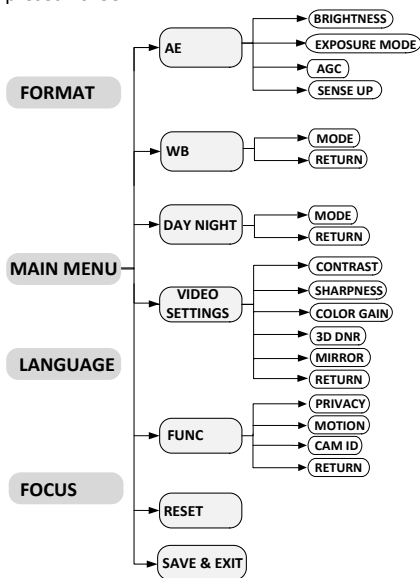 FORMAT
MAIN MENU
LANGUAGE
FOCUS
AE
BRIGHTNESS
EXPOSURE MODE
AGC
SENSE UP
WB
MODE
RETURN
DAY NIGHT
MODE
RETURN
VIDEO
SETTINGS
CONTRAST
SHARPNESS
COLOR GAIN
3D DNR
MIRROR
RETURN
FUNC
PRIVACY
MOTION
CAM ID
RETURN
RESET
SAVE & EXIT